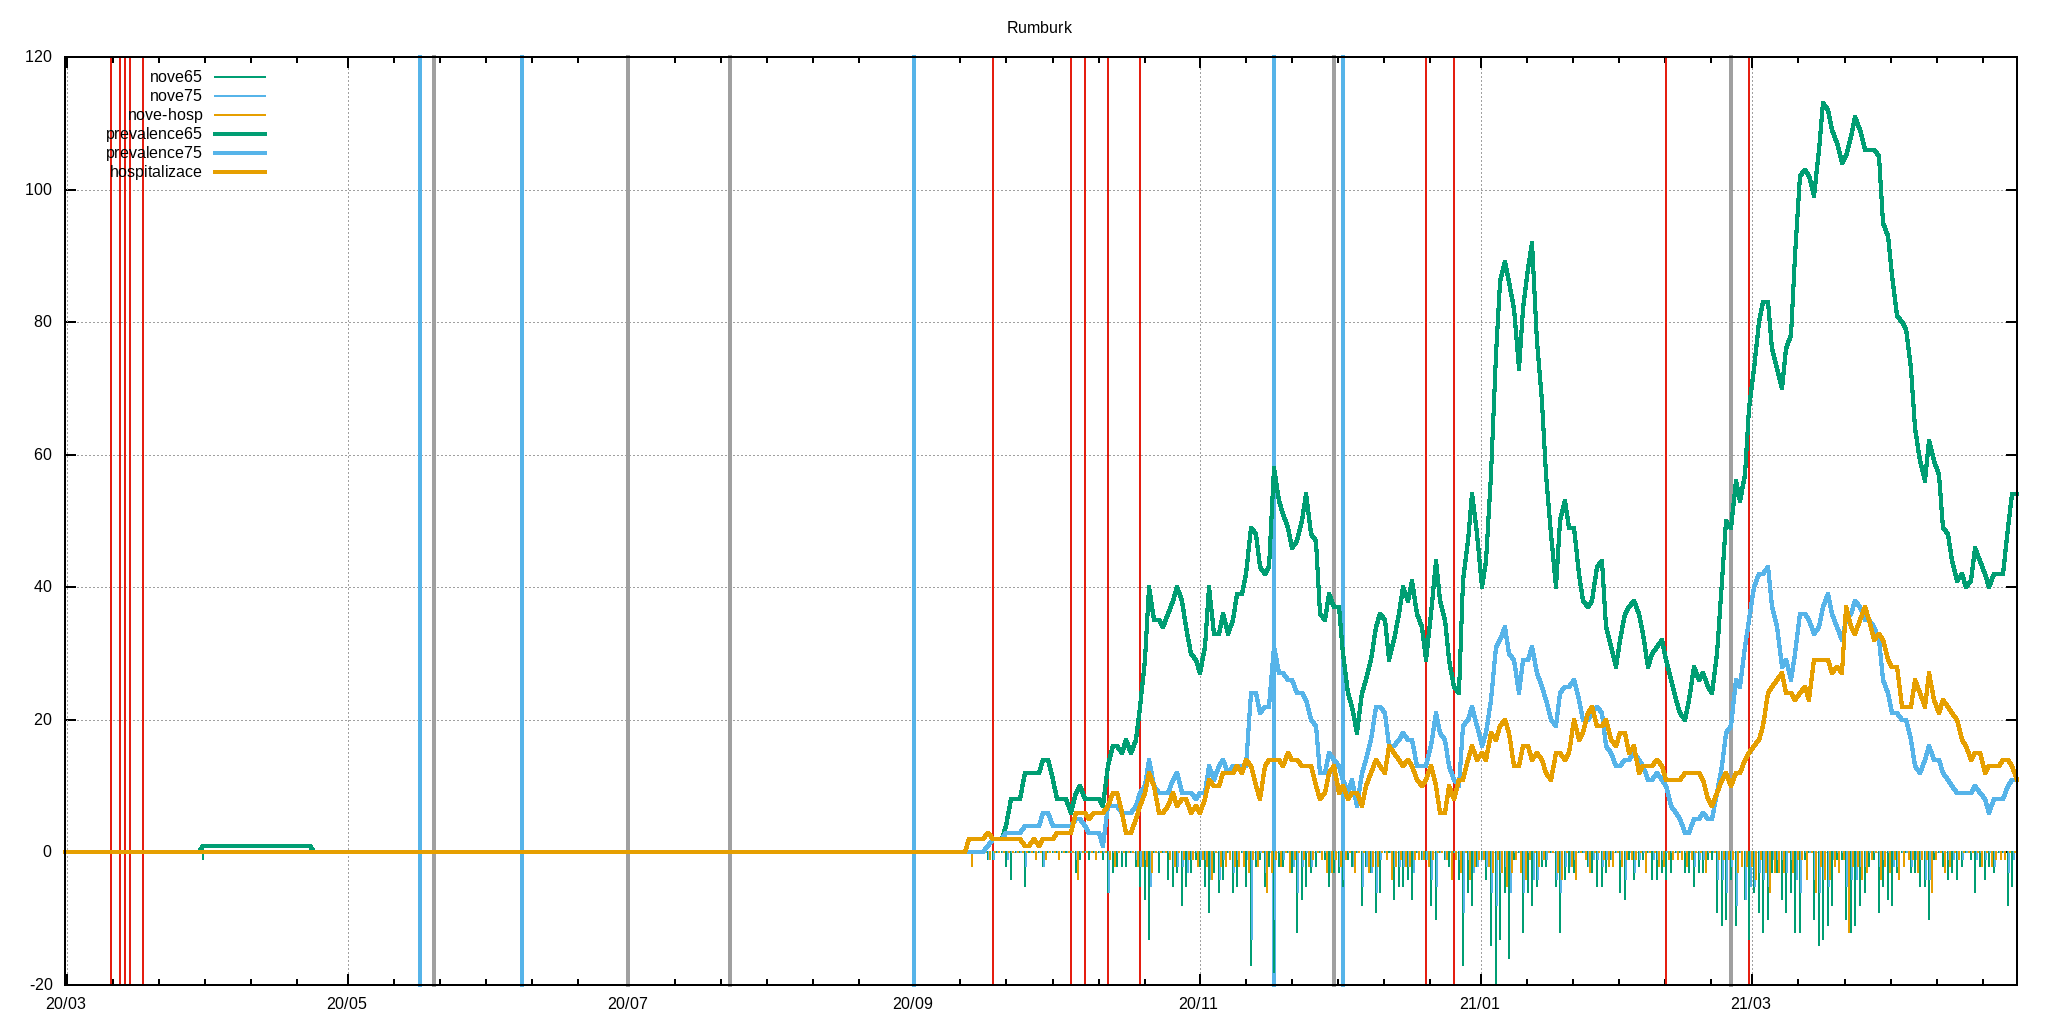 Rumburk
120
100
80
60
40
20
0
-20
nove65
nove75
nove-hosp
prevalence65
prevalence75
hospitalizace
20/03 20/05 20/07 20/09 20/11 21/01 21/03